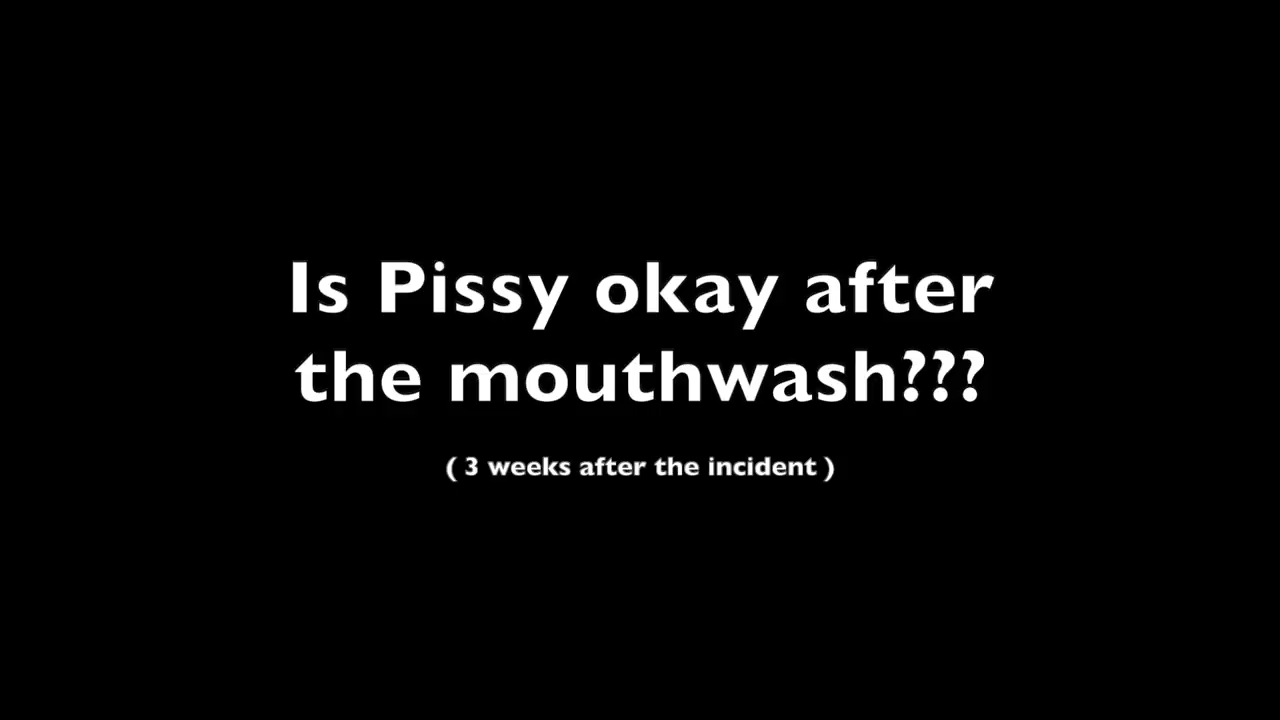 Is Pissy okay after
the mouthwash???
( 3 weeks after the incident )